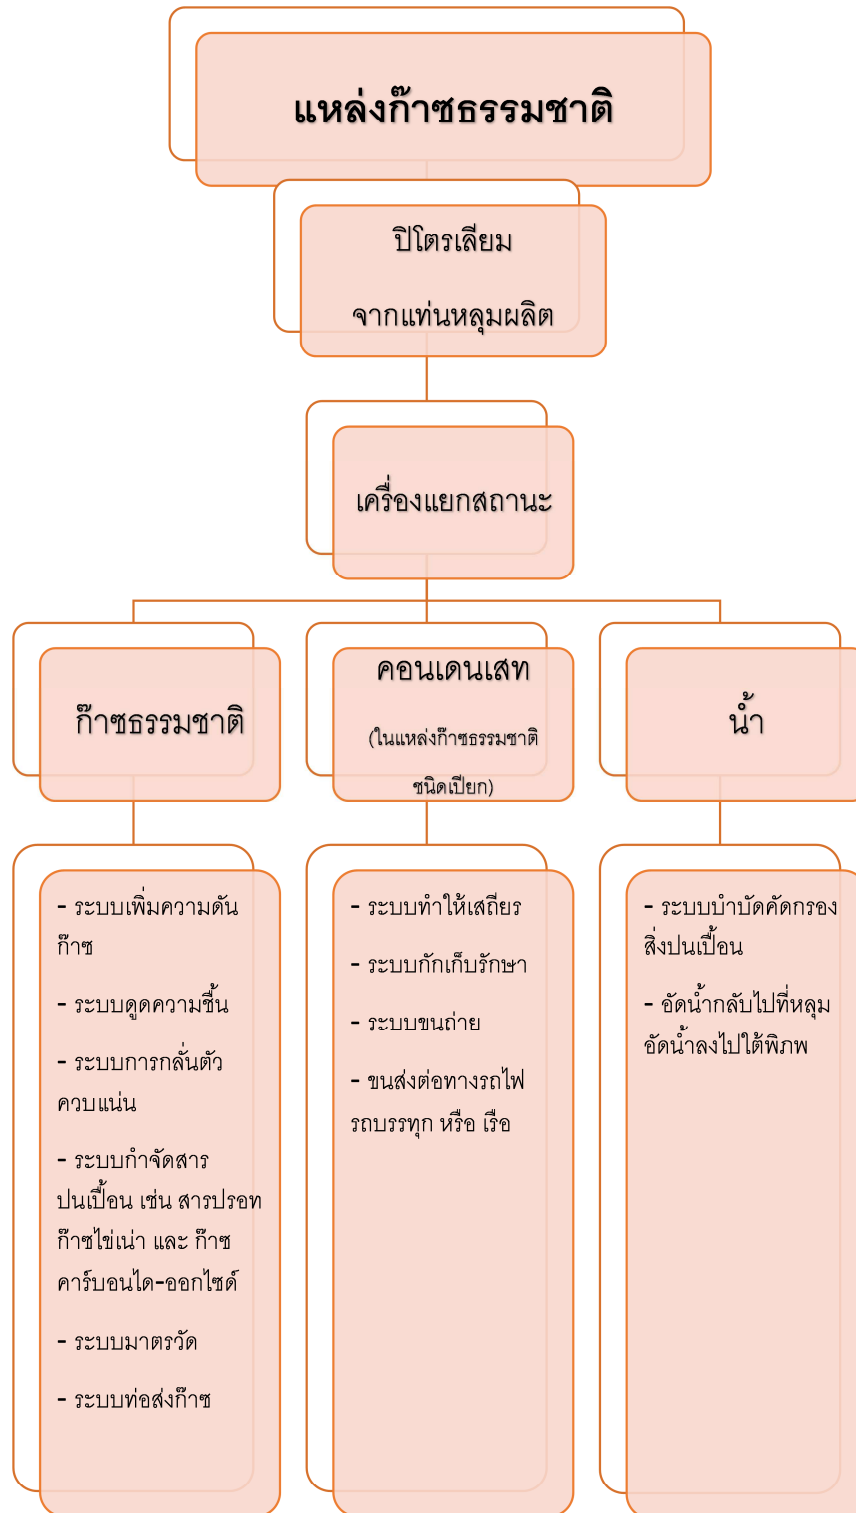 แหล่งก๊าซธรรมชาติ
ปิโตรเลียม
จากแท่นหลุมผลิต
เครื่องแยกสถานะ
ก๊าซธรรมชาติ
คอนเดนเสท
(ในแหล่งก๊าซธรรมชาติ
ชนิดเปียก)
น้ำ
- ระบบเพิ่มความดัน
ก๊าซ
- ระบบดูดความชื้น
- ระบบการกลั่นตัว
ควบแน่น
- ระบบกำจัดสาร
ปนเปื้อน เช่น สารปรอท
ก๊าซไข่เน่า และ ก๊าซ
คาร์บอนได-ออกไซด์
- ระบบมาตรวัด
- ระบบท่อส่งก๊าซ
- ระบบทำให้เสถียร
- ระบบกักเก็บรักษา
- ระบบขนถ่าย
- ขนส่งต่อทางรถไฟ
รถบรรทุก หรือ เรือ
- ระบบบำบัดคัดกรอง
สิ่งปนเปื้อน
- อัดน้ำกลับไปที่หลุม
อัดน้ำลงไปใต้พิภพ